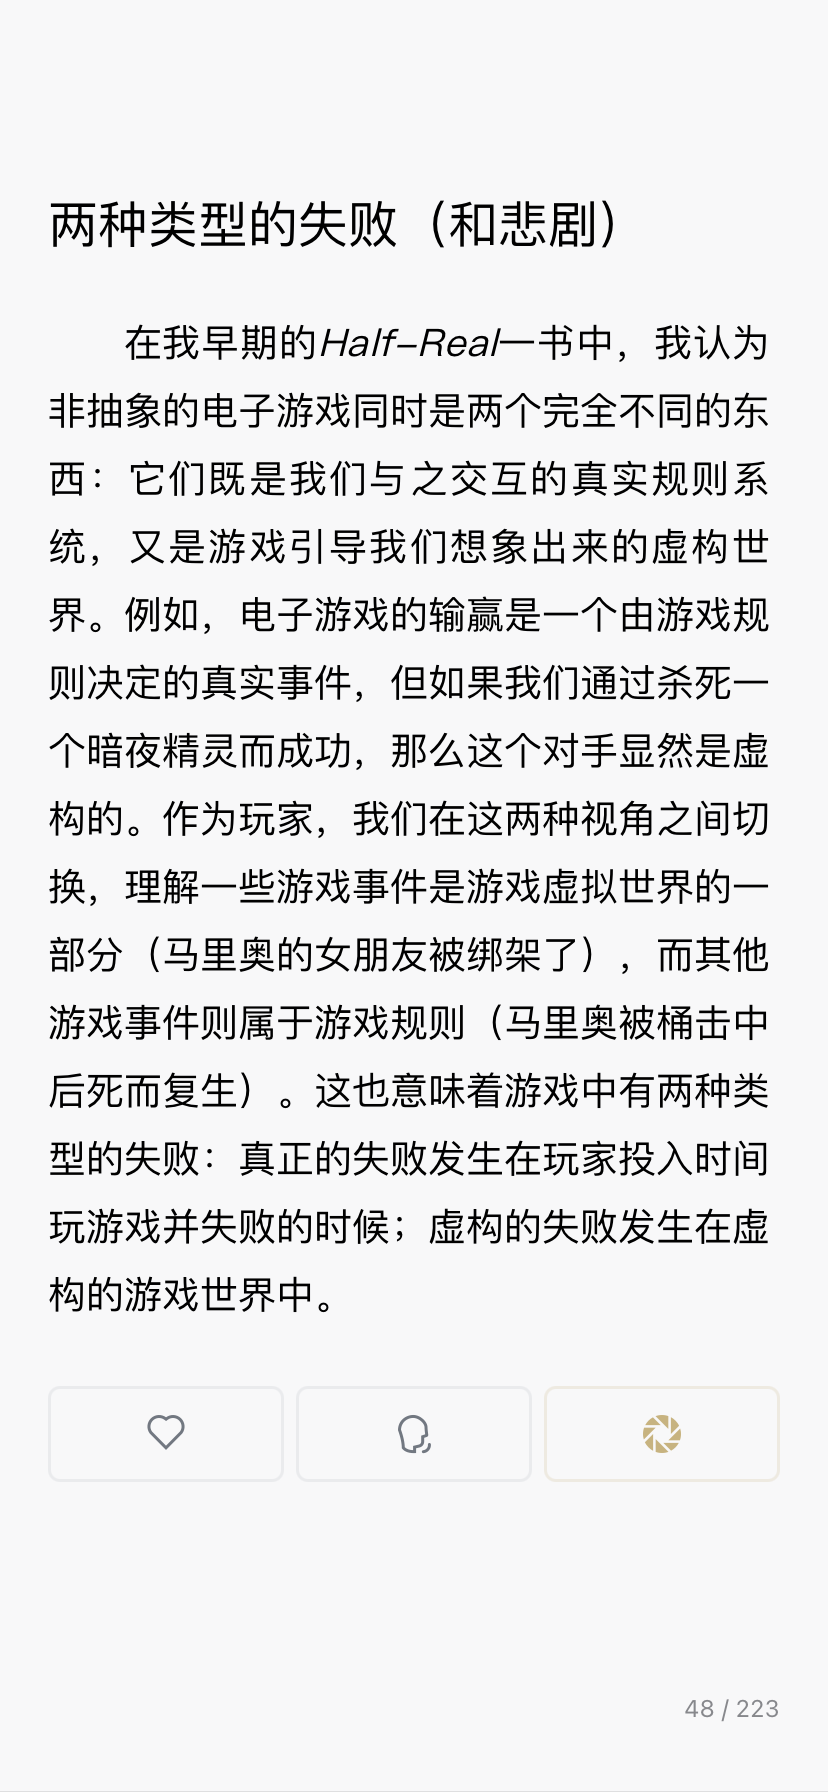 两种类型的失败（和悲剧）
在我早期的Half-Real一书中，我认为
非抽象的电子游戏同时是两个完全不同的东
西：它们既是我们与之交互的真实规则系
统，又是游戏引导我们想象出来的虚构世
界。例如，电子游戏的输赢是一个由游戏规
则决定的真实事件，但如果我们通过杀死一
个暗夜精灵而成功，那么这个对手显然是虚
构的。作为玩家，我们在这两种视角之间切
换，理解一些游戏事件是游戏虚拟世界的一
部分（马里奥的女朋友被绑架了），而其他
游戏事件则属于游戏规则（马里奥被桶击中
后死而复生）。这也意味着游戏中有两种类
型的失败：真正的失败发生在玩家投入时间
玩游戏并失败的时候；虚构的失败发生在虚
构的游戏世界中。
48 / 223